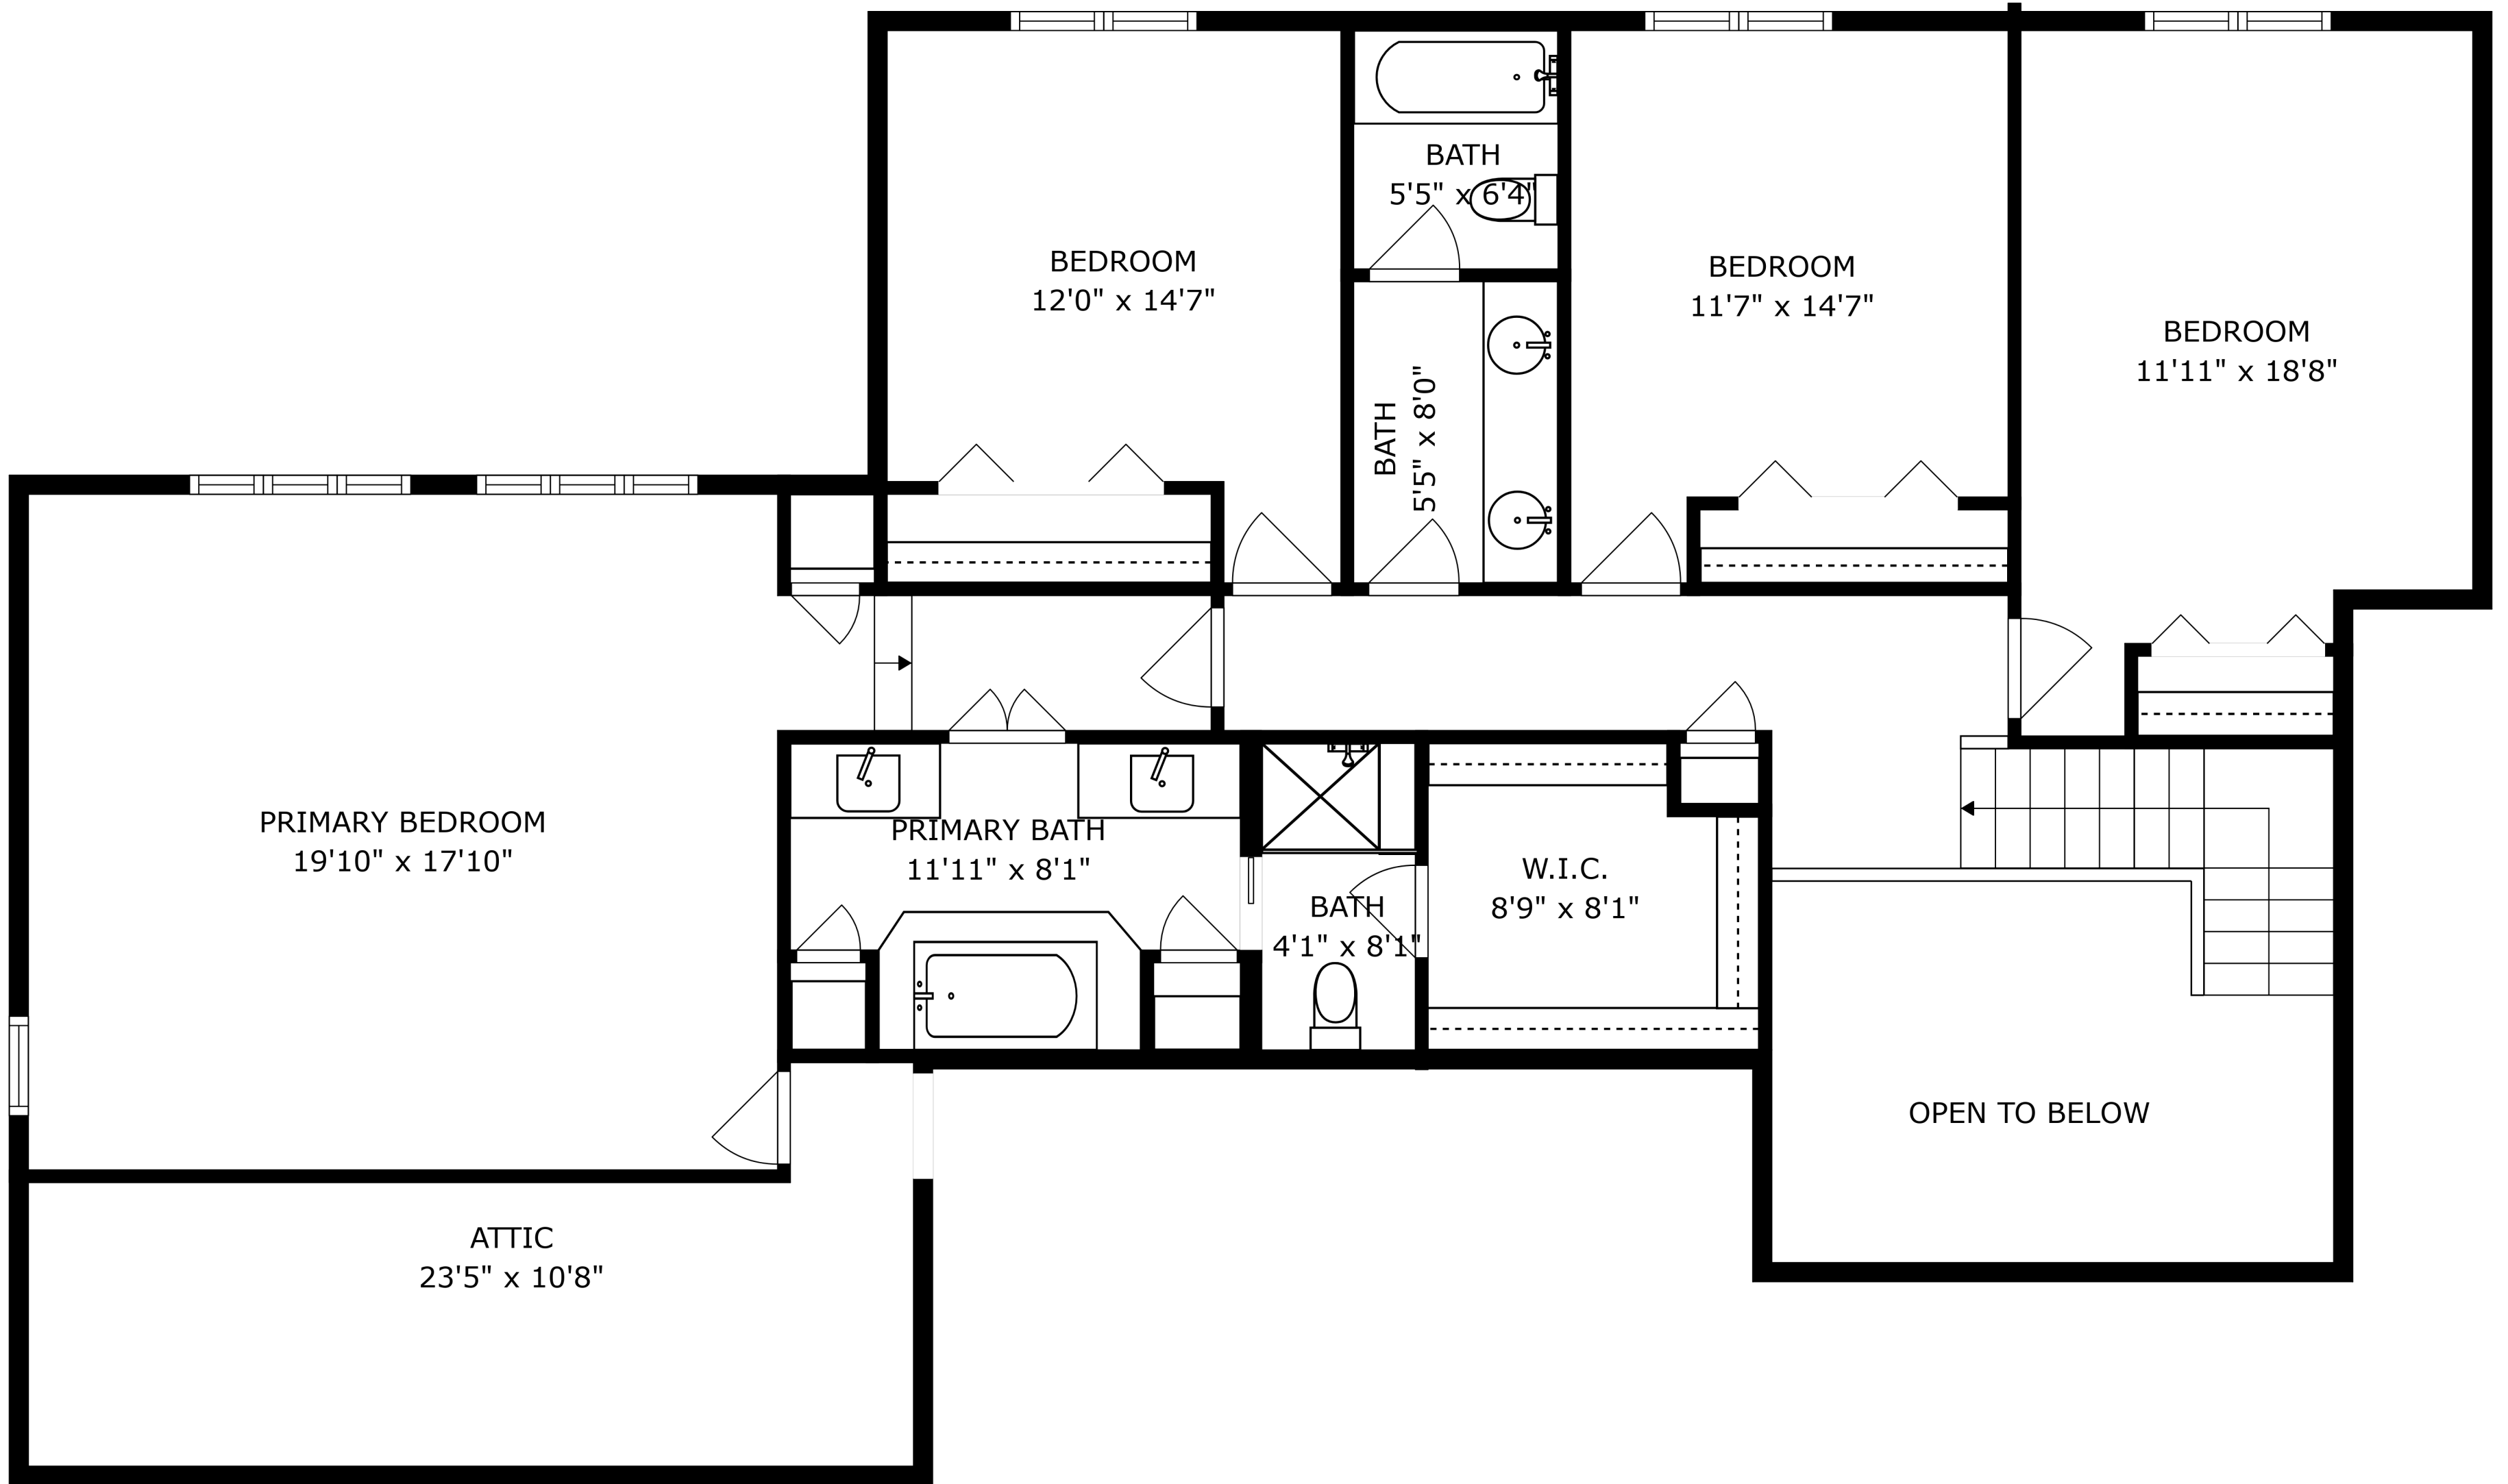 BATH
5'5" x 6'4"
BEDROOM
12'0" x 14'7"
BEDROOM
11'7" x 14'7"
BEDROOM
11'11" x 18'8"
BATH
5'5" x 8'0"
PRIMARY BEDROOM
19'10" x 17'10"
PRIMARY BATH
11'11" x 8'1"
BATH
4'1" x 8'1"
W.I.C.
8'9" x 8'1"
OPEN TO BELOW
ATTIC
23'5" x 10'8"